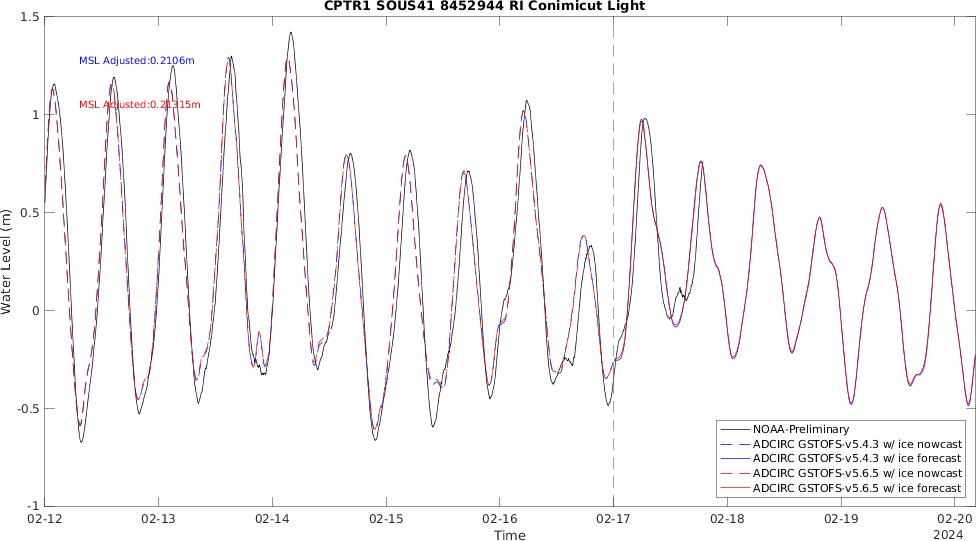 CPTR1 SOUS41 8452944 RI Conimicut Light
1.5
1
0.5
0
-0.5
-1
Water Level (m)
MSL Adjusted:0.2106m
MSL Adjusted:0.21315m
NOAA-Preliminary
ADCIRC GSTOFS-v5.4.3 w/ ice nowcast
ADCIRC GSTOFS-v5.4.3 w/ ice forecast
ADCIRC GSTOFS-v5.6.5 w/ ice nowcast
ADCIRC GSTOFS-v5.6.5 w/ ice forecast
02-12 02-13 02-14 02-15 02-16 02-17 02-18 02-19 02-20
Time
2024